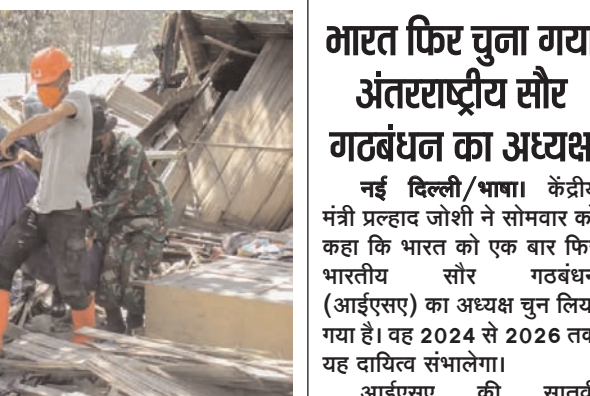 भारत फिर चुना गया
अंतरराष्ट्रीय सौर
गठबंधन का अध्यक्ष
नई दिल्ली/भाषा। केंद्रीय
मंत्री प्रल्हाद जोशी ने सोमवार को
कहा कि भारत को एक बार फिर
भारतीय सौर गठबंधन
(आईएसए) का अध्यक्ष चुन लिया
गया है। वह 2024 से 2026 तक
यह दायित्व संभालेगा।
आईएसए की सातवीं